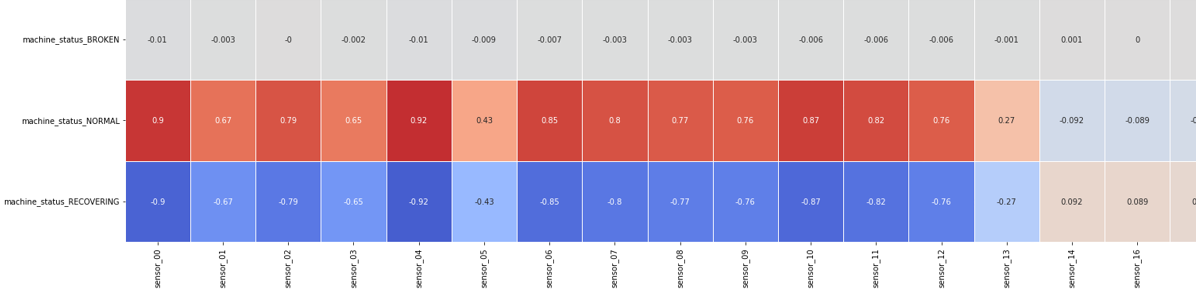 machine_status_BROKEN -0.01 -0.003 -0 -0.002 -0.01 -0.009 -0.007 -0.003 -0.003 -0.003 -0.006 -0.006 -0.006 -0.001 0.001 0
machine_status_NORMAL 0.9 0.67 0.79 0.65 0.92 0.43 0.85 0.8 0.77 0.76 0.87 0.82 0.76 0.27 -0.092 -0.089
machine_status_RECOVERING -0.9 -0.67 -0.79 -0.65 -0.92 -0.43 -0.85 -0.8 -0.77 -0.76 -0.87 -0.82 -0.76 -0.27 0.092 0.089
sensor_00 sensor_01 sensor_02 sensor_03 sensor_04 sensor_05 sensor_06 sensor_07 sensor_08 sensor_09 sensor_10 sensor_11 sensor_12 sensor_13 sensor_14 sensor_16